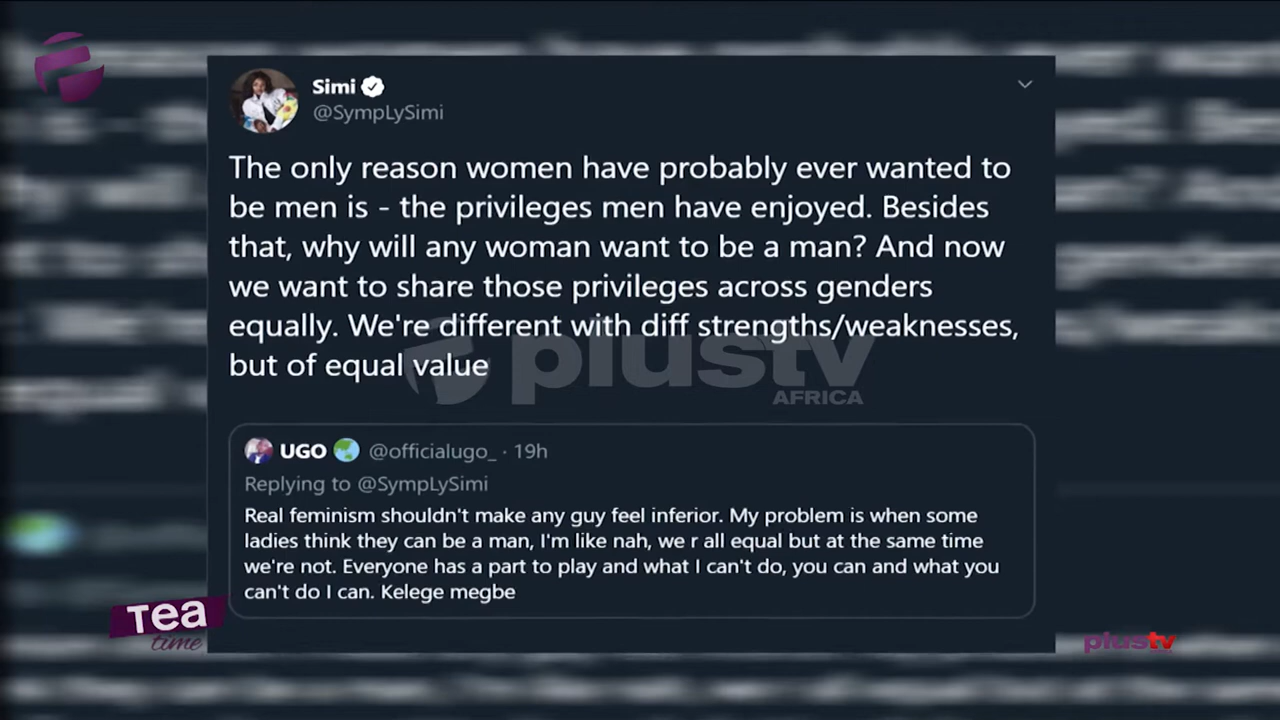 Simi
@SympLySimi
The only reason women have probably ever wanted to
be men is - the privileges men have enjoyed. Besides
that, why will any woman want to be a man? And now
we want to share those privileges across genders
equally. We're different with diff strengths/weaknesses,
but of equal value
plustv
AFRICA
UGO @officialugo_ · 19h
Replying to @SympLySimi
Real feminism shouldn't make any guy feel inferior. My problem is when some
ladies think they can be a man, I'm like nah, we r all equal but at the same time
we're not. Everyone has a part to play and what I can't do, you can and what you
can't do I can. Kelege megbe
Tea
time
plustv